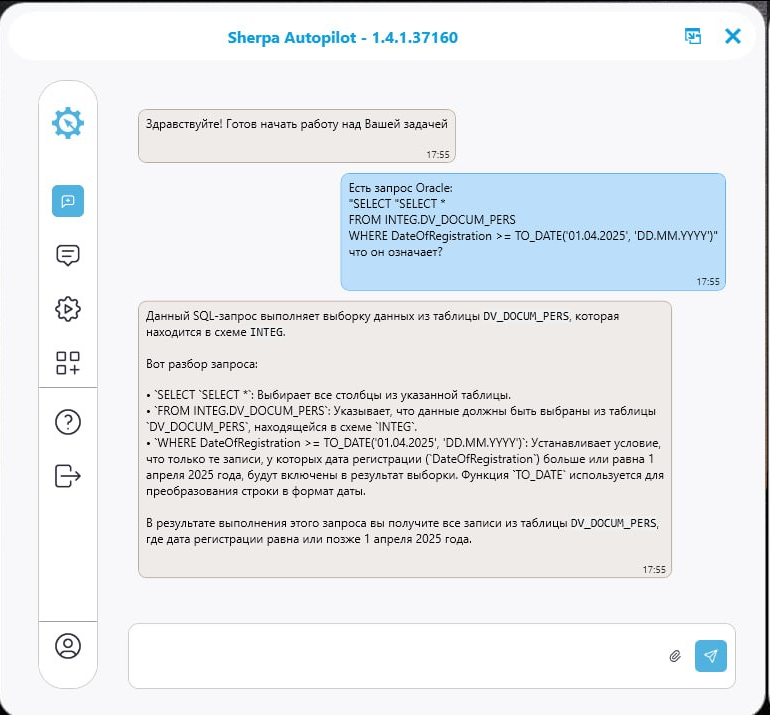 Sherpa Autopilot - 1.4.1.37160
Здравствуйте! Готов начать работу над Вашей задачей
17:55
Есть запрос Oracle:
"SELECT "SELECT *
FROM INTEG.DV_DOCUM_PERS
WHERE DateOfRegistration >= TO_DATE('01.04.2025', 'DD.MM.YYYY')"
что он означает?
17:55
Данный SQL-запрос выполняет выборку данных из таблицы DV_DOCUM_PERS, которая
находится в схеме INTEG.
Вот разбор запроса:
• `SELECT `SELECT *`: Выбирает все столбцы из указанной таблицы.
• `FROM INTEG.DV_DOCUM_PERS`: Указывает, что данные должны быть выбраны из таблицы
`DV_DOCUM_PERS`, находящейся в схеме `INTEG`.
• `WHERE DateOfRegistration >= TO_DATE('01.04.2025', 'DD.MM.YYYY')`: Устанавливает условие,
что только те записи, у которых дата регистрации (`DateOfRegistration`) больше или равна 1
апреля 2025 года, будут включены в результат выборки. Функция `TO_DATE` используется для
преобразования строки в формат даты.
В результате выполнения этого запроса вы получите все записи из таблицы DV_DOCUM_PERS,
где дата регистрации равна или позже 1 апреля 2025 года.
17:55